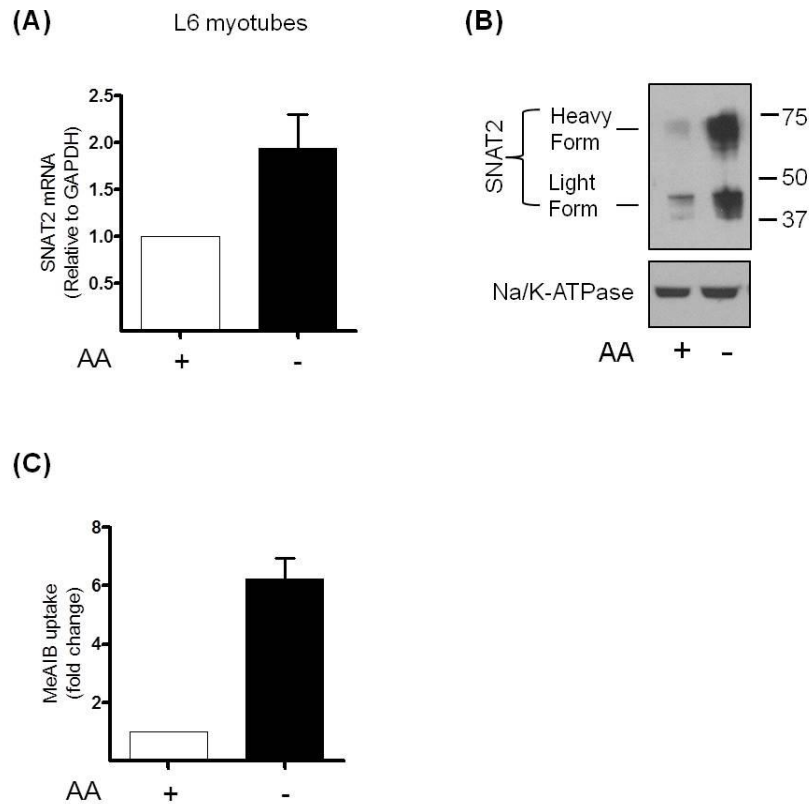 (A)
L6 myotubes
SNAT2 mRNA
(Relative to GAPDH)
2.5
2.0
1.5
1.0
0.5
AA
+
-
(B)
SNAT2
Heavy
Form
Light
Form
75
50
37
Na/K-ATPase
AA
+
-
(C)
MeAIB uptake
(fold change)
8
6
4
2
AA
+
-